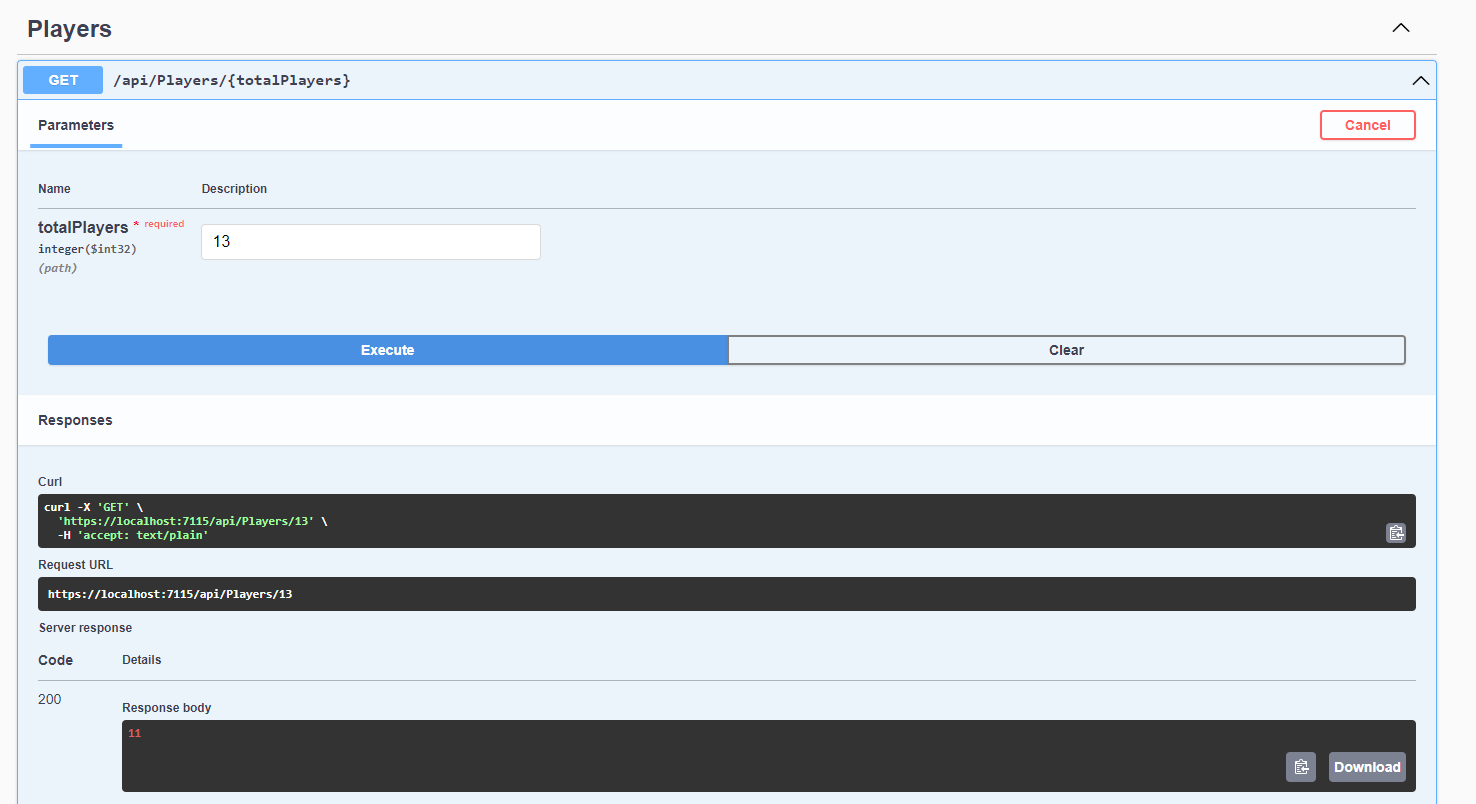 Players
GET /api/Players/{totalPlayers}
Parameters
Cancel
Name Description
totalPlayers * required
integer($int32)
(path)
13
Execute Clear
Responses
Curl
curl -X 'GET' \
'https://localhost:7115/api/Players/13' \
-H 'accept: text/plain'
Request URL
https://localhost:7115/api/Players/13
Server response
Code Details
200
Response body
11
Download